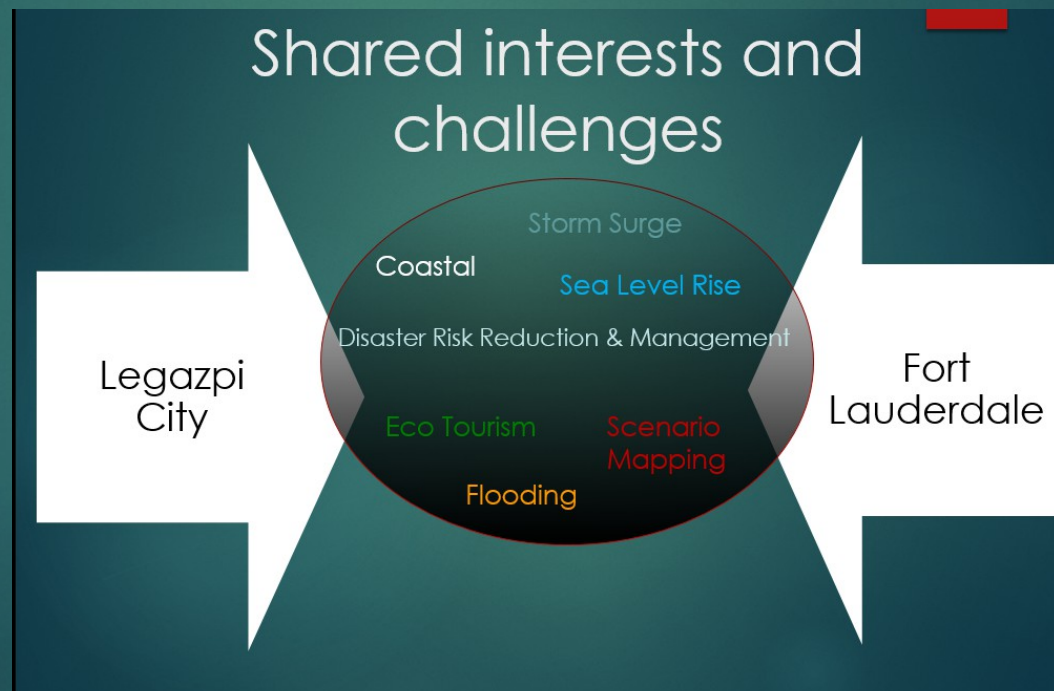 Shared interests and
challenges
Storm Surge
Coastal
Sea Level Rise
Disaster Risk Reduction & Management
Legazpi
City
Fort
Lauderdale
Eco Tourism
Scenario
Mapping
Flooding